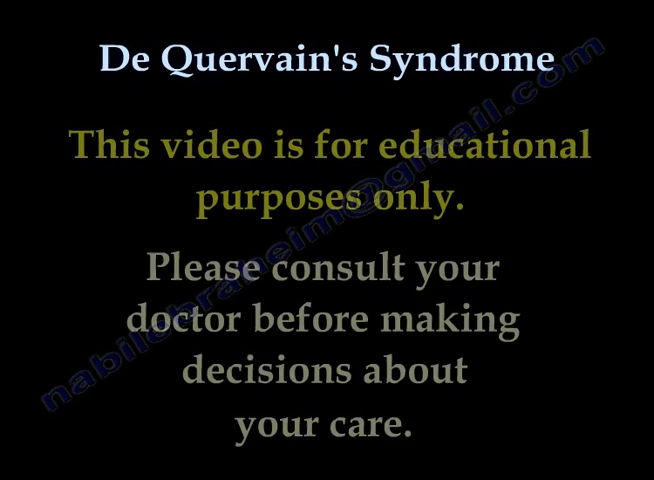 De Quervain's Syndrome
This video is for educational
purposes only.
Please consult your
doctor before making
decisions about
your care.
nabilebraheim@gmail.com